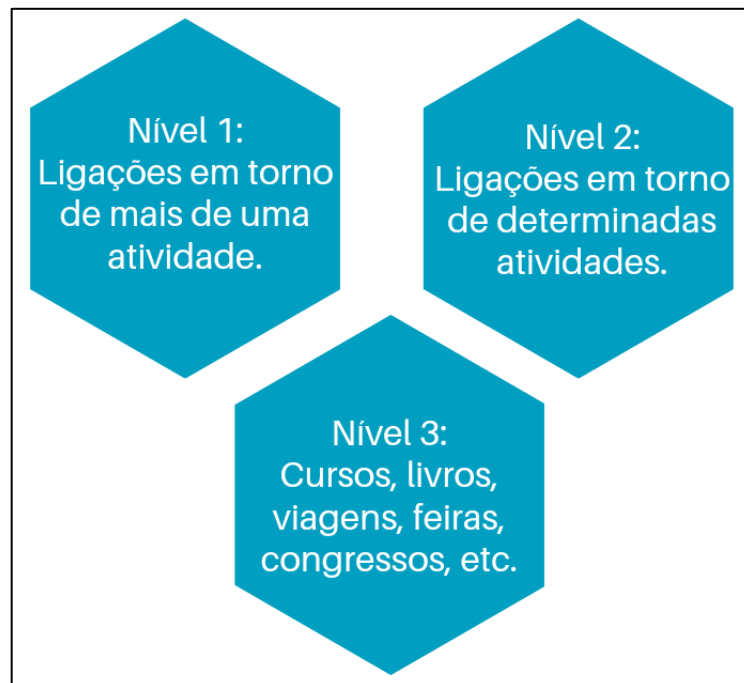 Nível 1:
Ligações em torno
de mais de uma
atividade.
Nível 2:
Ligações em torno
de determinadas
atividades.
Nível 3:
Cursos, livros,
viagens, feiras,
congressos, etc.